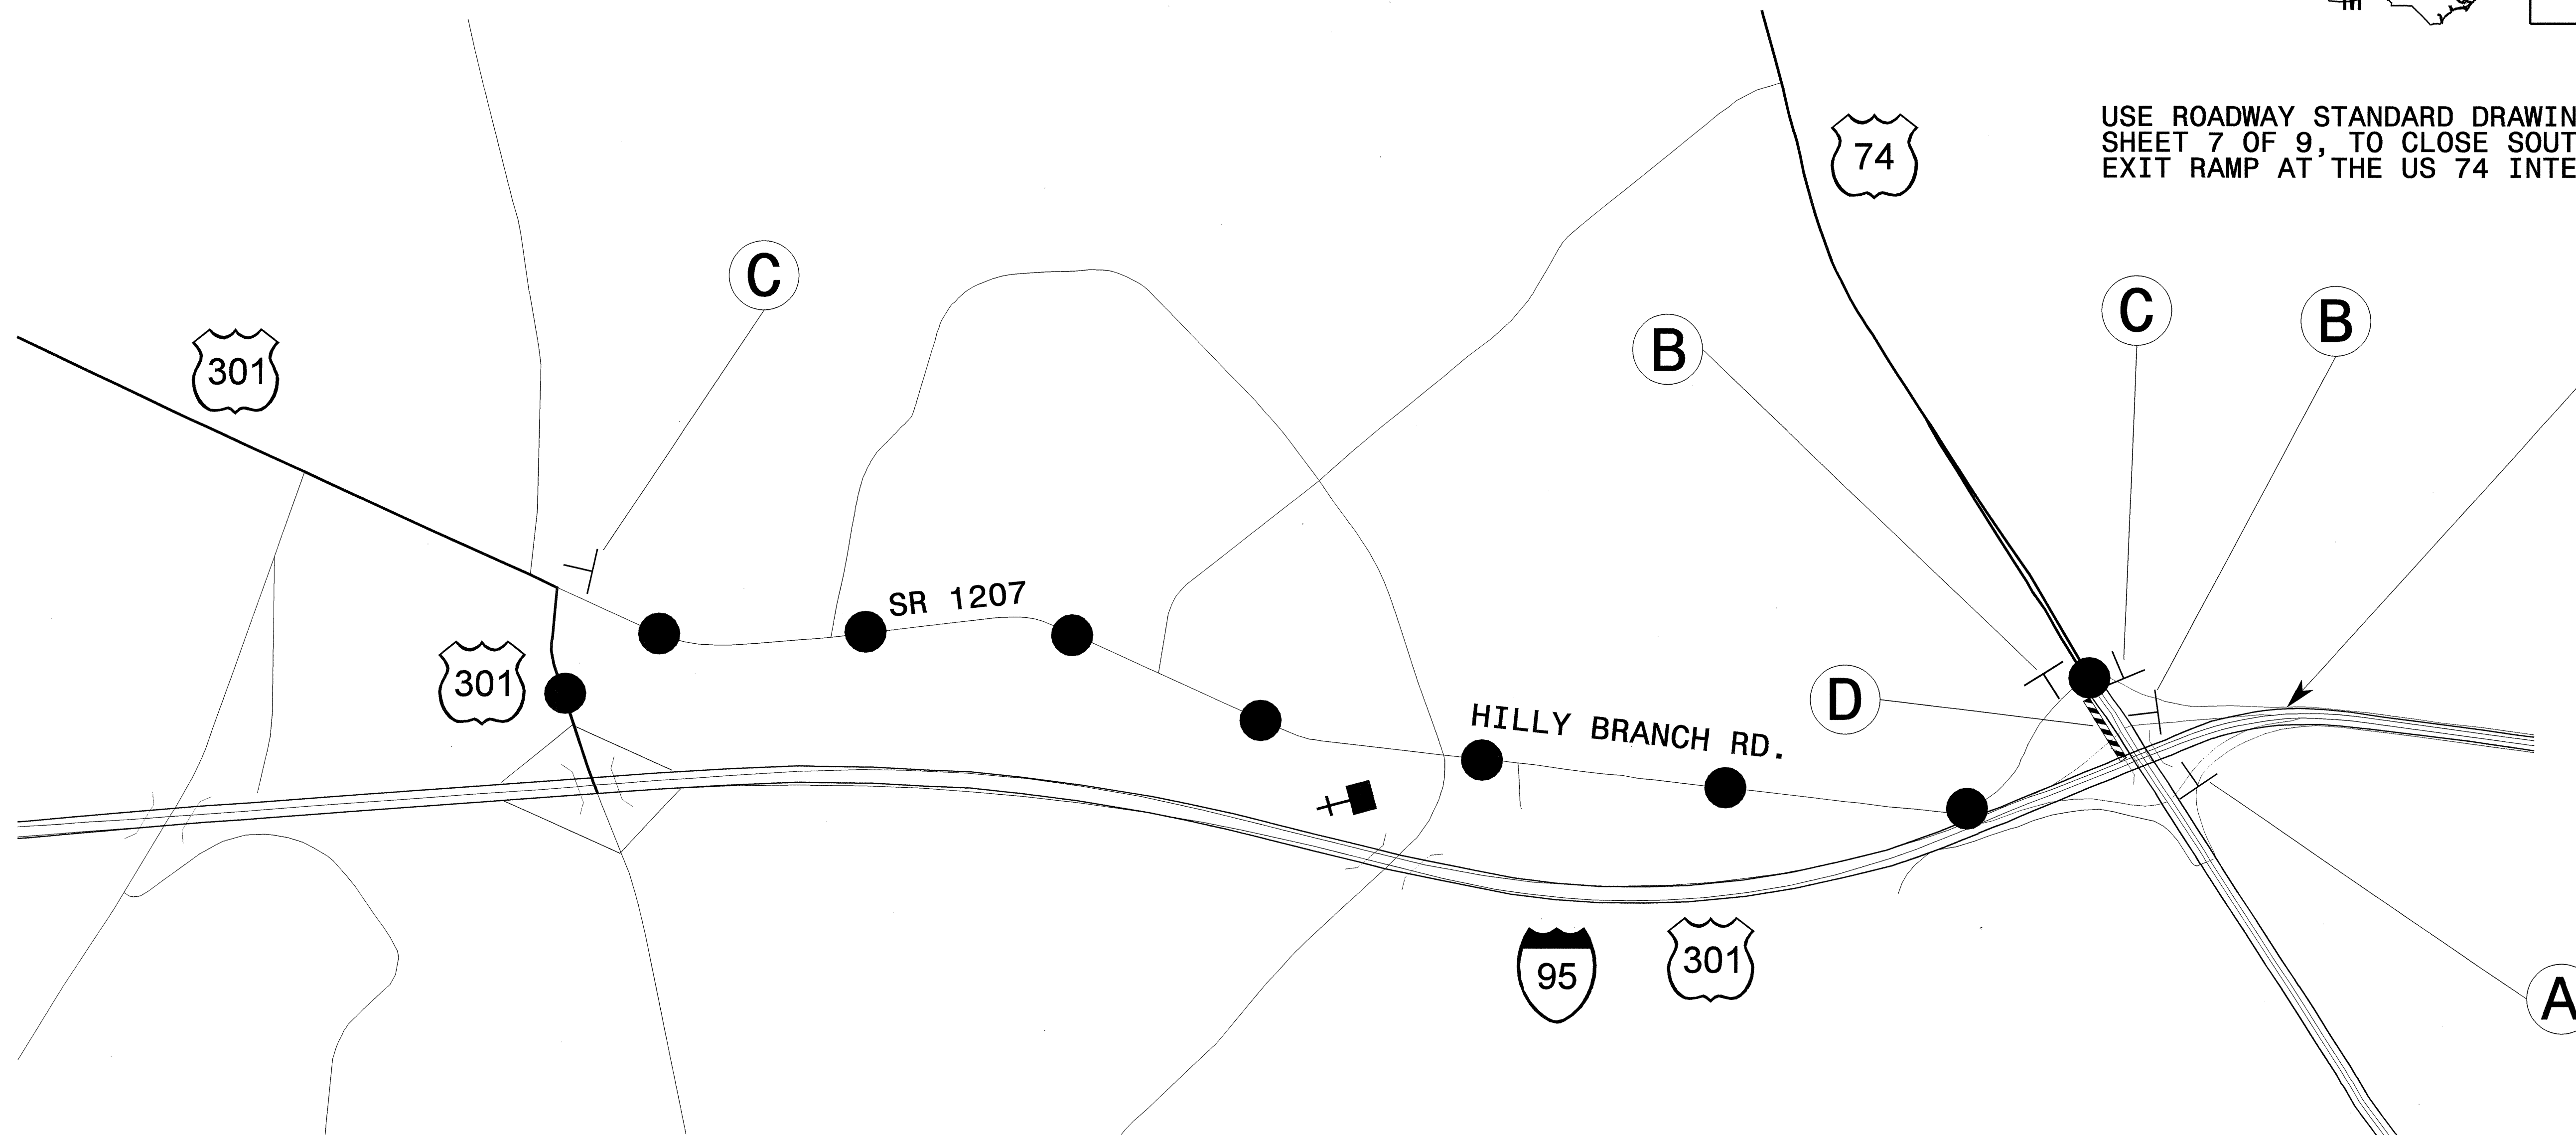 74
USE ROADWAY STANDARD DRAWIN
SHEET 7 OF 9, TO CLOSE SOUT
EXIT RAMP AT THE US 74 INTE
C
C
B
B
301
SR 1207
301
D
HILLY BRANCH RD.
95
301
A